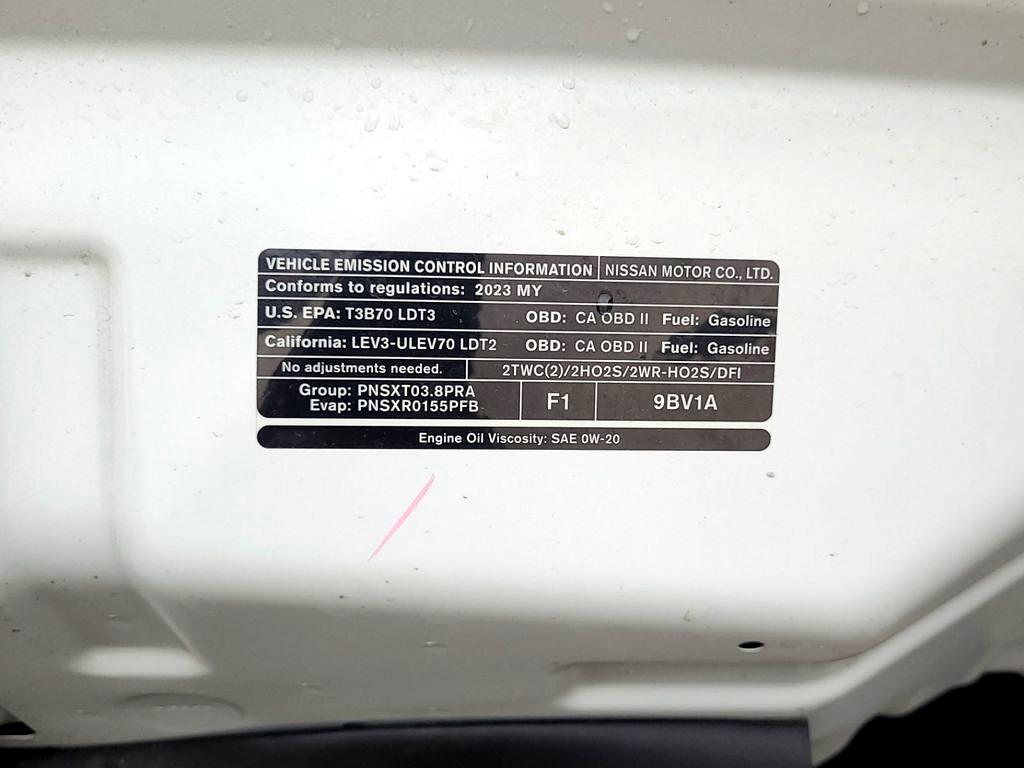 VEHICLE EMISSION CONTROL INFORMATION NISSAN MOTOR CO., LTD.
Conforms to regulations: 2023 MY
U.S. EPA: T3B70 LDT3 OBD: CA OBD II Fuel: Gasoline
California: LEV3-ULEV70 LDT2 OBD: CA OBD II Fuel: Gasoline
No adjustments needed. 2TWC(2)/2HO2S/2WR-HO2S/DFI
Group: PNSXT03.8PRA
Evap: PNSXR0155PFB F1 9BV1A
Engine Oil Viscosity: SAE 0W-20